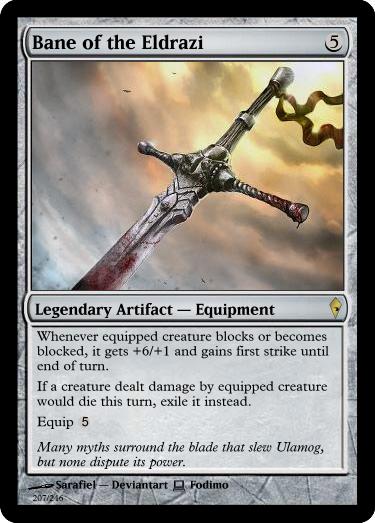 Bane of the Eldrazi 5
Legendary Artifact — Equipment
Whenever equipped creature blocks or becomes
blocked, it gets +6/+1 and gains first strike until
end of turn.
If a creature dealt damage by equipped creature
would die this turn, exile it instead.
Equip 5
Many myths surround the blade that slew Ulamog,
but none dispute its power.
Sarafiel — Deviantart Fodimo
207/246